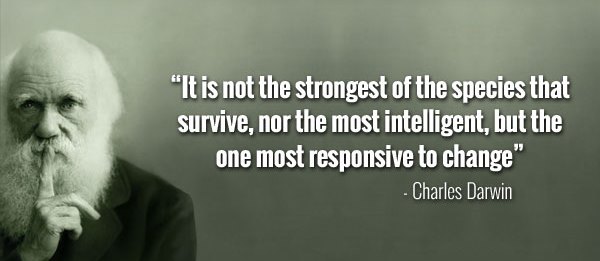 “It is not the strongest of the species that
survive, nor the most intelligent, but the
one most responsive to change”
- Charles Darwin